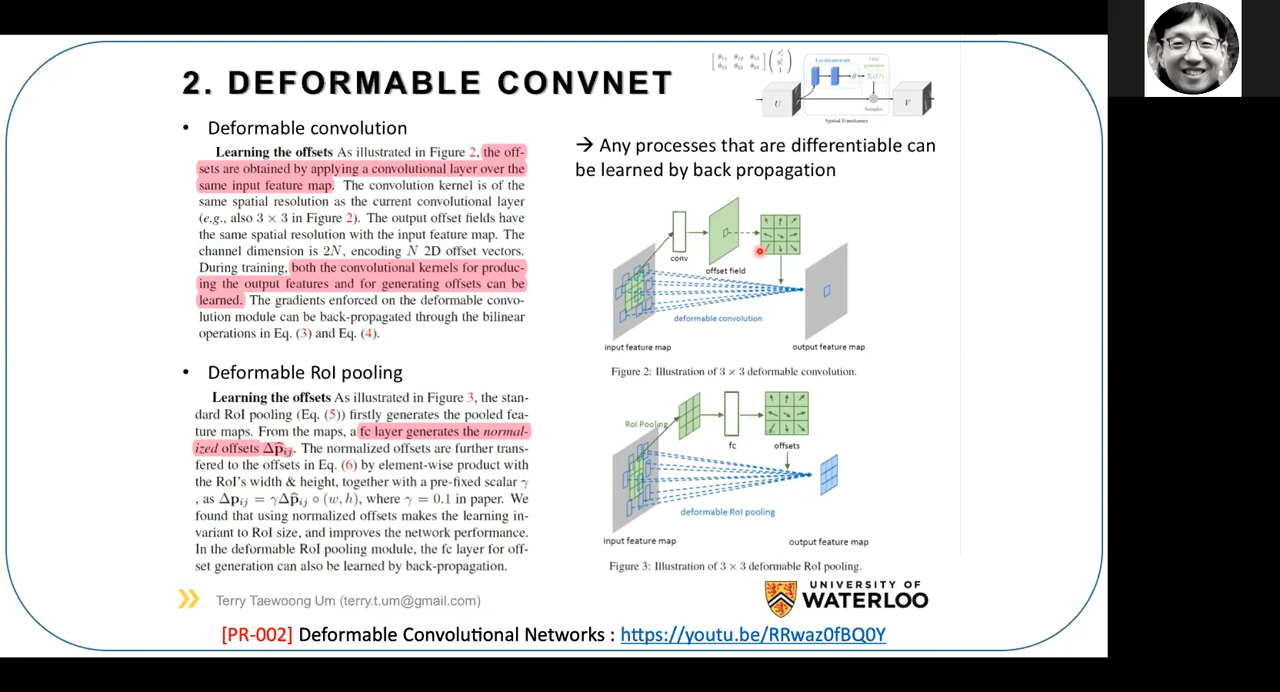 2. DEFORMABLE CONVNET
Localisation net
Grid generator
U
V
Sampler
Spatial Transformer
• Deformable convolution
Learning the offsets As illustrated in Figure 2, the off-
sets are obtained by applying a convolutional layer over the
same input feature map. The convolution kernel is of the
same spatial resolution as the current convolutional layer
(e.g., also 3 × 3 in Figure 2). The output offset fields have
the same spatial resolution with the input feature map. The
channel dimension is 2N, encoding N 2D offset vectors.
During training, both the convolutional kernels for produc-
ing the output features and for generating offsets can be
learned. The gradients enforced on the deformable convo-
lution module can be back-propagated through the bilinear
operations in Eq. (3) and Eq. (4).
• Deformable RoI pooling
Learning the offsets As illustrated in Figure 3, the stan-
dard RoI pooling (Eq. (5)) firstly generates the pooled fea-
ture maps. From the maps, a fc layer generates the normal-
ized offsets Δp̂ij. The normalized offsets are further trans-
fered to the offsets in Eq. (6) by element-wise product with
the RoI's width & height, together with a pre-fixed scalar γ
, as Δpij = γΔp̂ij ∘ (w, h), where γ = 0.1 in paper. We
found that using normalized offsets makes the learning in-
variant to RoI size, and improves the network performance.
In the deformable RoI pooling module, the fc layer for off-
set generation can also be learned by back-propagation.
→ Any processes that are differentiable can
be learned by back propagation
conv
offset field
deformable convolution
input feature map
output feature map
Figure 2: Illustration of 3 × 3 deformable convolution.
RoI Pooling
fc
offsets
deformable RoI pooling
input feature map
output feature map
Figure 3: Illustration of 3 × 3 deformable RoI pooling.
Terry Taewoong Um (terry.t.um@gmail.com)
UNIVERSITY OF
WATERLOO
[PR-002] Deformable Convolutional Networks : https://youtu.be/RRwaz0fBQ0Y